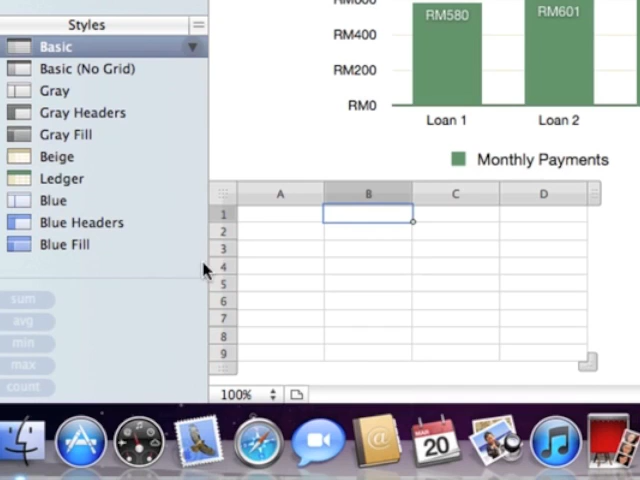 Styles
Basic
Basic (No Grid)
Gray
Gray Headers
Gray Fill
Beige
Ledger
Blue
Blue Headers
Blue Fill
sum
avg
min
max
count
RM580
RM601
RM400
RM200
RM0
Loan 1
Loan 2
Monthly Payments
A B C D
1
2
3
4
5
6
7
8
9
100%
MAR
20